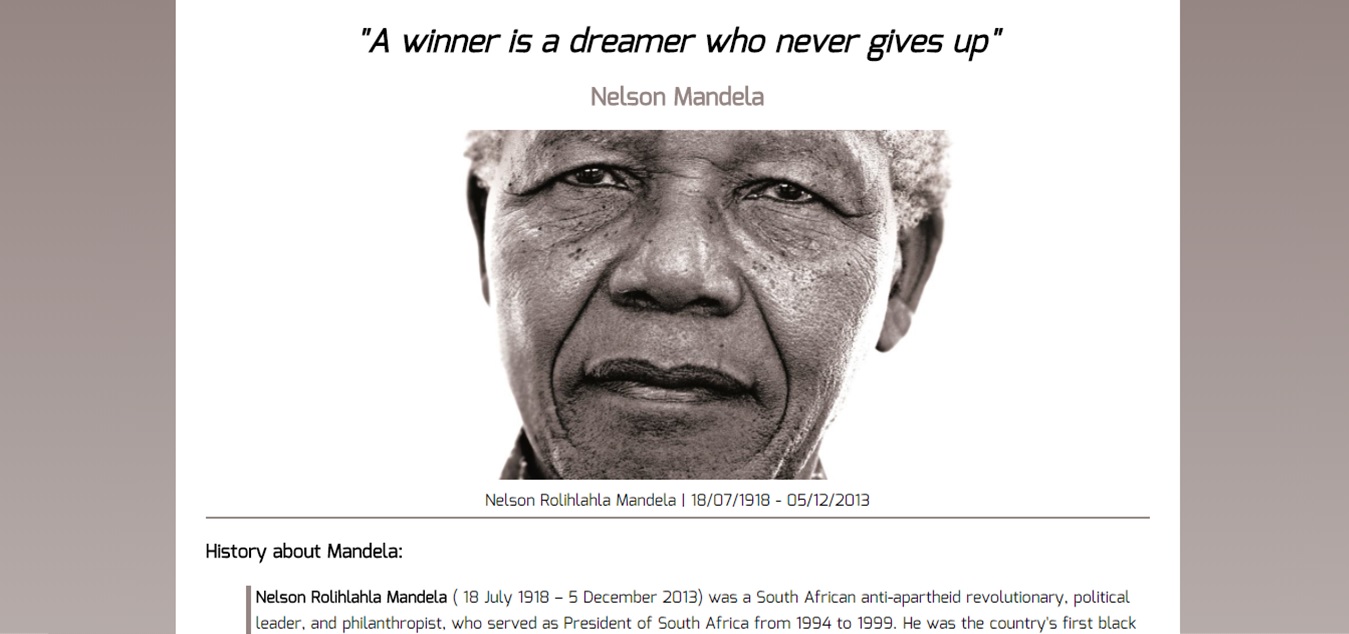 "A winner is a dreamer who never gives up"
Nelson Mandela
Nelson Rolihlahla Mandela | 18/07/1918 - 05/12/2013
History about Mandela:
Nelson Rolihlahla Mandela ( 18 July 1918 – 5 December 2013) was a South African anti-apartheid revolutionary, political
leader, and philanthropist, who served as President of South Africa from 1994 to 1999. He was the country's first black